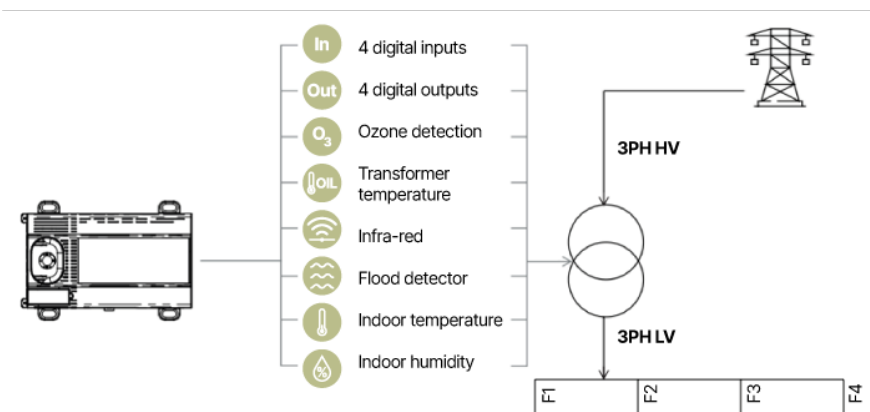 In
4 digital inputs
Out
4 digital outputs
O₃
Ozone detection
OIL
Transformer
temperature
Infra-red
Flood detector
Indoor temperature
%
Indoor humidity
3PH HV
3PH LV
F1
F2
F3
F4